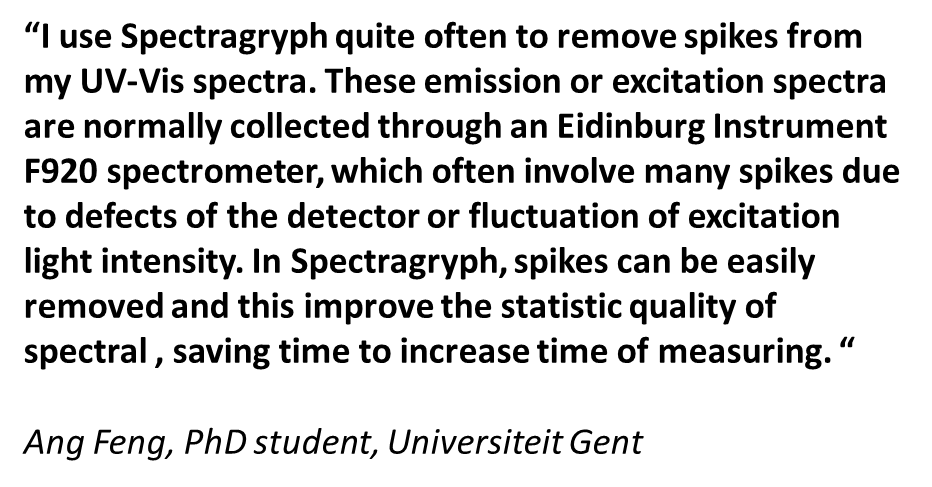 “I use Spectragryph quite often to remove spikes from
my UV-Vis spectra. These emission or excitation spectra
are normally collected through an Eidinburg Instrument
F920 spectrometer, which often involve many spikes due
to defects of the detector or fluctuation of excitation
light intensity. In Spectragryph, spikes can be easily
removed and this improve the statistic quality of
spectral , saving time to increase time of measuring. “
Ang Feng, PhD student, Universiteit Gent